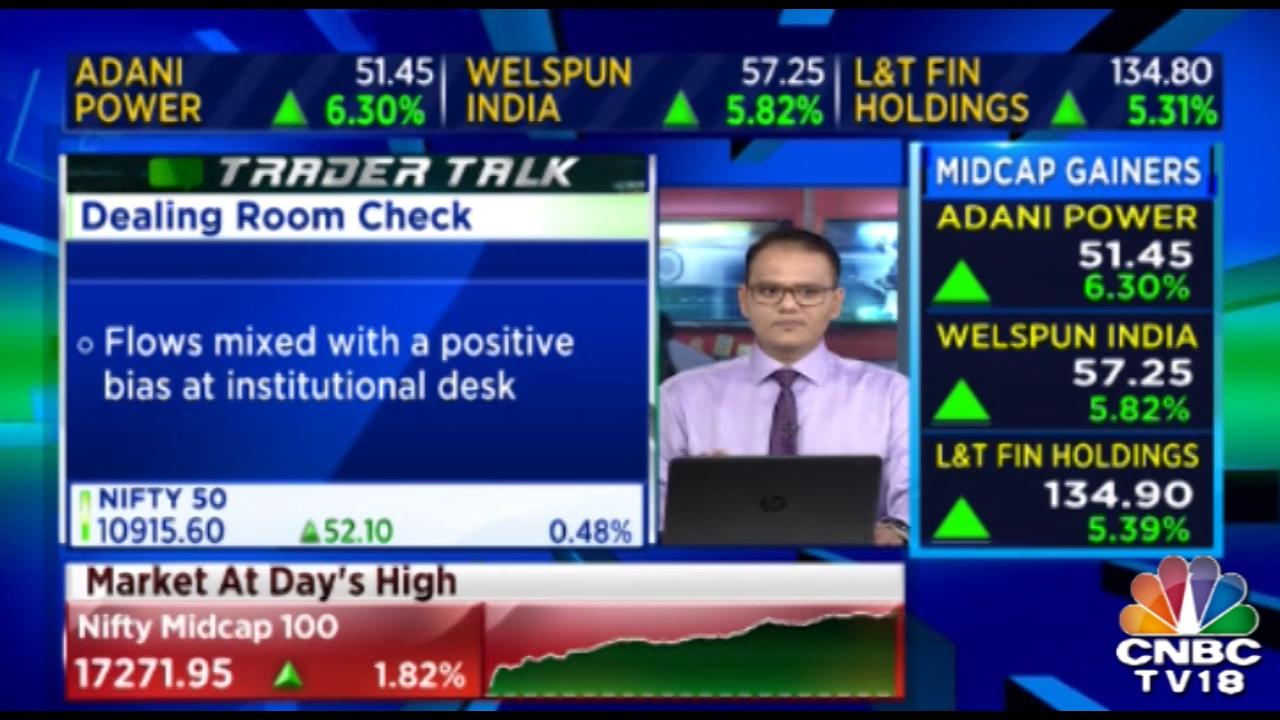 ADANI
POWER
51.45
6.30%
WELSPUN
INDIA
57.25
5.82%
L&T FIN
HOLDINGS
134.80
5.31%
TRADER TALK
Dealing Room Check
Flows mixed with a positive
bias at institutional desk
NIFTY 50
10915.60 52.10 0.48%
MIDCAP GAINERS
ADANI POWER
51.45
6.30%
WELSPUN INDIA
57.25
5.82%
L&T FIN HOLDINGS
134.90
5.39%
Market At Day's High
Nifty Midcap 100
17271.95 1.82%
hp
CNBC
TV18